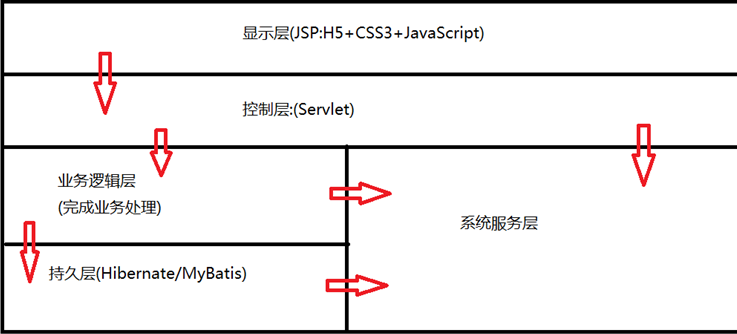 显示层(JSP:H5+CSS3+JavaScript)
控制层:(Servlet)
业务逻辑层
(完成业务处理)
系统服务层
持久层(Hibernate/MyBatis)